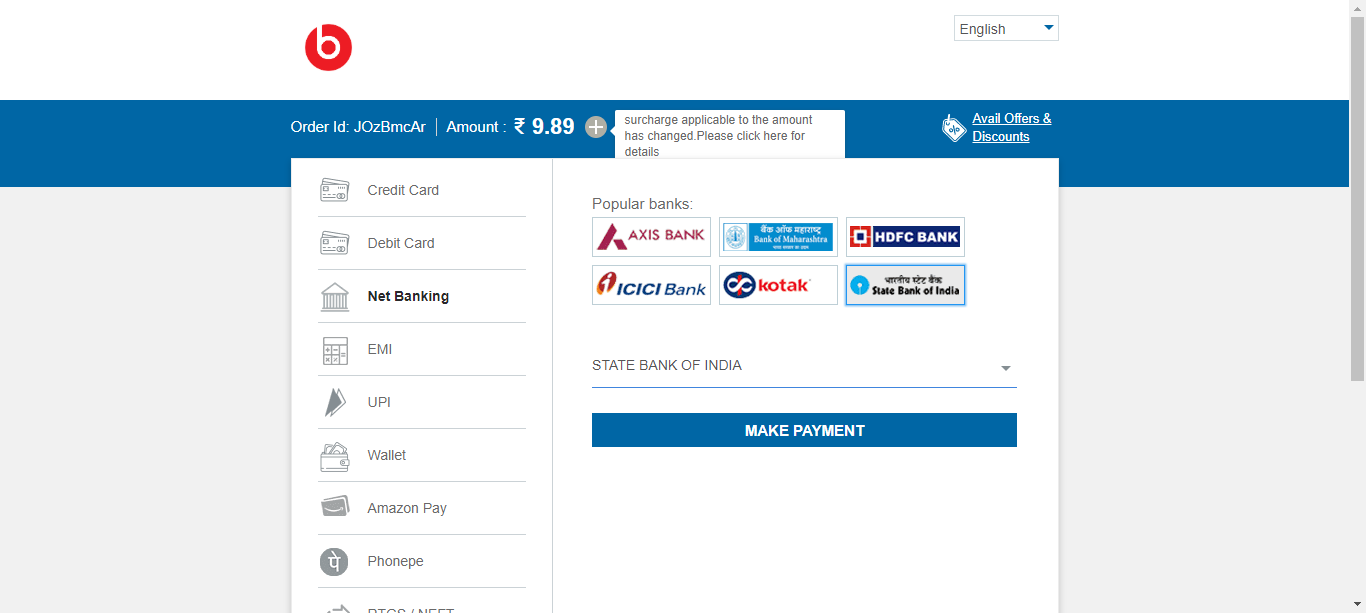 b
English
Order Id: JOzBmcAr
Amount : ₹ 9.89
surcharge applicable to the amount
has changed.Please click here for
details
Avail Offers &
Discounts
Credit Card
Debit Card
Net Banking
EMI
UPI
Wallet
Amazon Pay
पे
Phonepe
RTGS / NEFT
Popular banks:
AXIS BANK
बैंक ऑफ महाराष्ट्र
Bank of Maharashtra
HDFC BANK
ICICI Bank
kotak
भारतीय स्टेट बैंक
State Bank of India
STATE BANK OF INDIA
MAKE PAYMENT